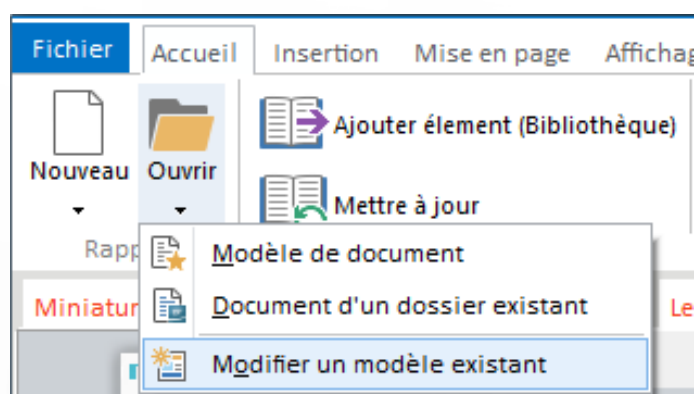 Fichier Accueil Insertion Mise en page Affichag
Nouveau Ouvrir Ajouter élement (Bibliothèque)
Mettre à jour
Rapp
Modèle de document
Miniatur Document d'un dossier existant Le
Modifier un modèle existant